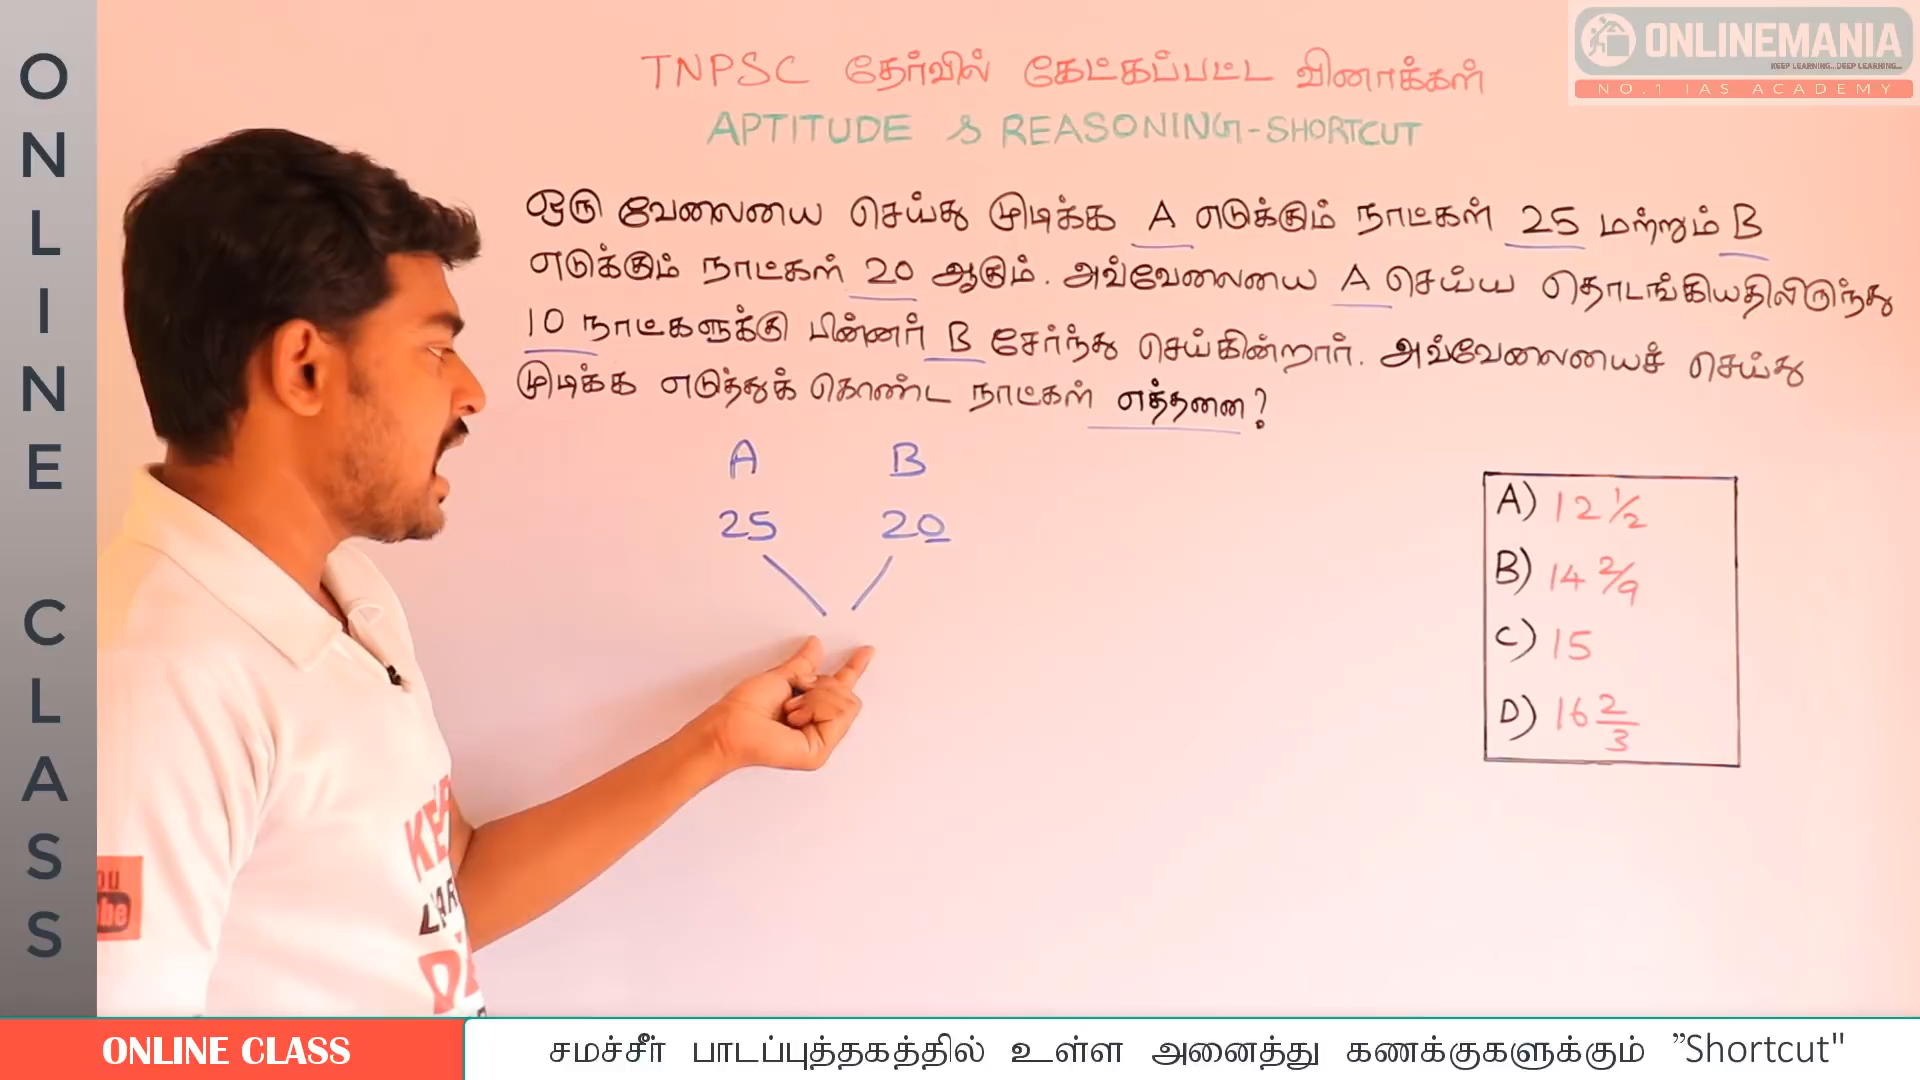 ONLINE CLASS
ONLINEMANIA
KEEP LEARNING...DEEP LEARNING...
NO.1 IAS ACADEMY
TNPSC தேர்வில் கேட்கப்பட்ட வினாக்கள்
APTITUDE & REASONING-SHORTCUT
ஒரு வேலையை செய்து முடிக்க A எடுக்கும் நாட்கள் 25 மற்றும் B
எடுக்கும் நாட்கள் 20 ஆகும். அவ்வேலையை A செய்ய தொடங்கியதிலிருந்து
10 நாட்களுக்கு பின்னர் B சேர்ந்து செய்கின்றார். அவ்வேலையைச் செய்து
முடிக்க எடுத்துக் கொண்ட நாட்கள் எத்தனை?
A B
25 20
A) 12 1/2
B) 14 2/9
C) 15
D) 16 2/3
ONLINE CLASS
சமச்சீர் பாடப்புத்தகத்தில் உள்ள அனைத்து கணக்குகளுக்கும் ”Shortcut"